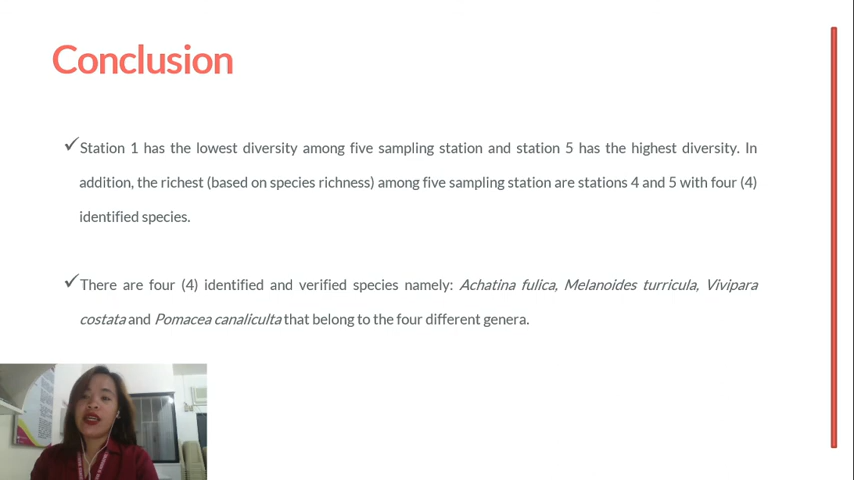 Conclusion
✓Station 1 has the lowest diversity among five sampling station and station 5 has the highest diversity. In
addition, the richest (based on species richness) among five sampling station are stations 4 and 5 with four (4)
identified species.
✓There are four (4) identified and verified species namely: Achatina fulica, Melanoides turricula, Vivipara
costata and Pomacea canaliculta that belong to the four different genera.